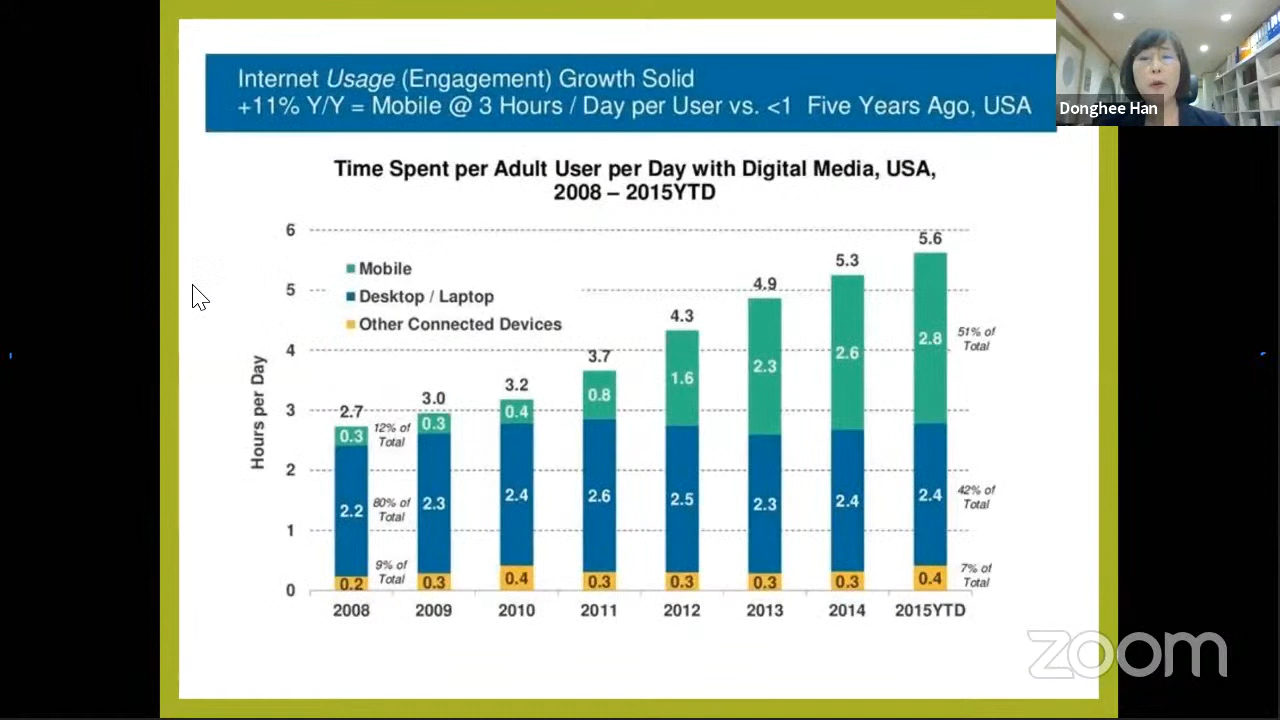 Internet Usage (Engagement) Growth Solid
+11% Y/Y = Mobile @ 3 Hours / Day per User vs. <1 Five Years Ago, USA
Donghee Han
Time Spent per Adult User per Day with Digital Media, USA,
2008 – 2015YTD
Hours per Day
6
5
4
3
2
1
0
Mobile
Desktop / Laptop
Other Connected Devices
2.7
0.3
2.2
0.2
12% of
Total
80% of
Total
9% of
Total
3.0
0.3
2.3
0.3
3.2
0.4
2.4
0.4
3.7
0.8
2.6
0.3
4.3
1.6
2.5
0.3
4.9
2.3
2.3
0.3
5.3
2.6
2.4
0.3
5.6
2.8
2.4
0.4
51% of
Total
42% of
Total
7% of
Total
2008 2009 2010 2011 2012 2013 2014 2015YTD
zoom